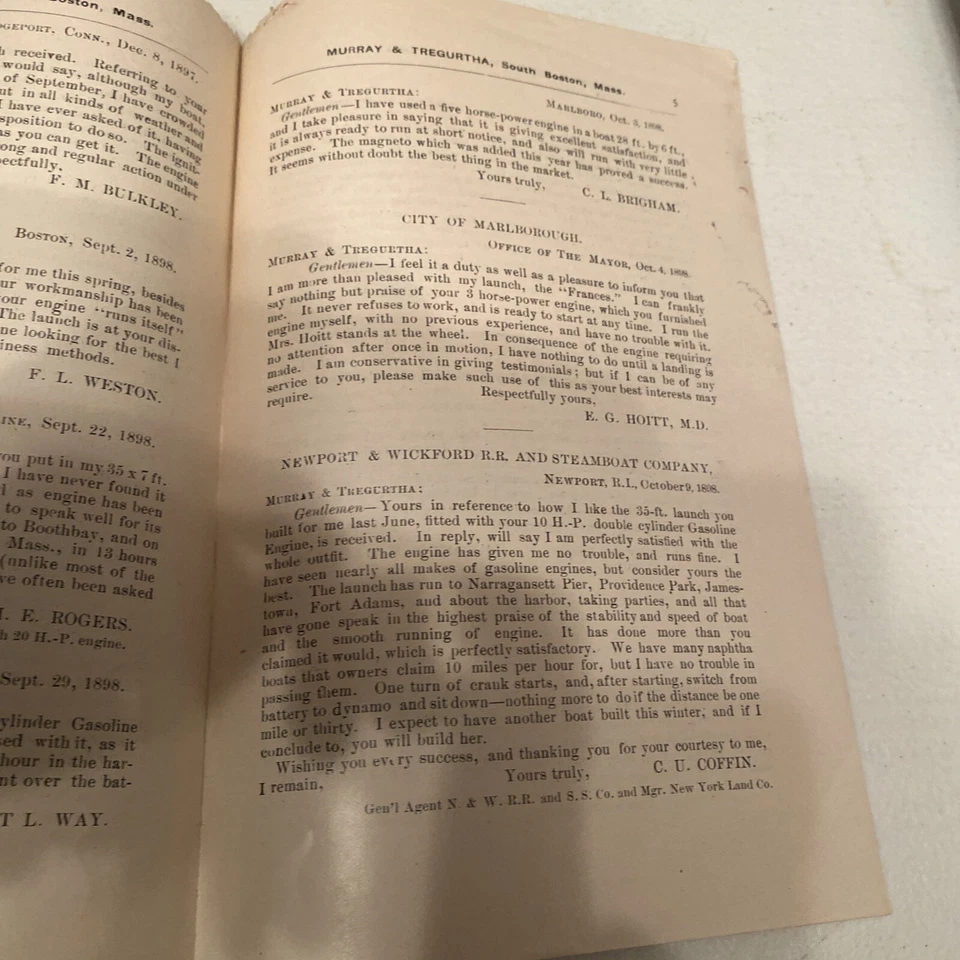 Boston, Mass.
Conn., Dec. 8, 1897.
received. Referring to your
would say, although my boat,
of September, I have crowded
in all kinds of weather and
I have ever asked of it, having
disposition to do so. The ignit-
as you can get it. The engine
and regular action under
F. M. BULKLEY.
Boston, Sept. 2, 1898.
for me this spring, besides
workmanship has been
your engine "runs itself"
The launch is at your dis-
looking for the best I
methods.
F. L. WESTON.
Sept. 22, 1898.
you put in my 35 x 7 ft.
I have never found it
as engine has been
to speak well for its
to Boothbay, and on
Mass., in 13 hours
(unlike most of the
often been asked
E. ROGERS.
20 H.-P. engine.
Sept. 29, 1898.
cylinder Gasoline
with it, as it
hour in the har-
over the bat-
L. WAY.
MURRAY & TREGURTHA, South Boston, Mass. 5
Marlboro, Oct. 3, 1898.
Murray & Tregurtha:
Gentlemen—I have used a five horse-power engine in a boat 28 ft. by 6 ft.,
and I take pleasure in saying that it is giving excellent satisfaction, and
it is always ready to run at short notice, and also will run with very little
expense. The magneto which was added this year has proved a success.
It seems without doubt the best thing in the market.
Yours truly, C. L. BRIGHAM.
CITY OF MARLBOROUGH.
Office of The Mayor, Oct. 4, 1898.
Murray & Tregurtha:
Gentlemen—I feel it a duty as well as a pleasure to inform you that
I am more than pleased with my launch, the "Frances." I can frankly
say nothing but praise of your 3 horse-power engine, which you furnished
me. It never refuses to work, and is ready to start at any time. I run the
engine myself, with no previous experience, and have no trouble with it.
Mrs. Hoitt stands at the wheel. In consequence of the engine requiring
no attention after once in motion, I have nothing to do until a landing is
made. I am conservative in giving testimonials; but if I can be of any
service to you, please make such use of this as your best interests may
require. Respectfully yours,
E. G. HOITT, M.D.
NEWPORT & WICKFORD R.R. AND STEAMBOAT COMPANY,
Newport, R.I., October 9, 1898.
Murray & Tregurtha:
Gentlemen—Yours in reference to how I like the 35-ft. launch you
built for me last June, fitted with your 10 H.-P. double cylinder Gasoline
Engine, is received. In reply, will say I am perfectly satisfied with the
whole outfit. The engine has given me no trouble, and runs fine. I
have seen nearly all makes of gasoline engines, but consider yours the
best. The launch has run to Narragansett Pier, Providence Park, James-
town, Fort Adams, and about the harbor, taking parties, and all that
have gone speak in the highest praise of the stability and speed of boat
and the smooth running of engine. It has done more than you
claimed it would, which is perfectly satisfactory. We have many naphtha
boats that owners claim 10 miles per hour for, but I have no trouble in
passing them. One turn of crank starts, and, after starting, switch from
battery to dynamo and sit down—nothing more to do if the distance be one
mile or thirty. I expect to have another boat built this winter, and if I
conclude to, you will build her.
Wishing you every success, and thanking you for your courtesy to me,
I remain, Yours truly, C. U. COFFIN.
Gen'l Agent N. & W. R.R. and S.S. Co. and Mgr. New York Land Co.